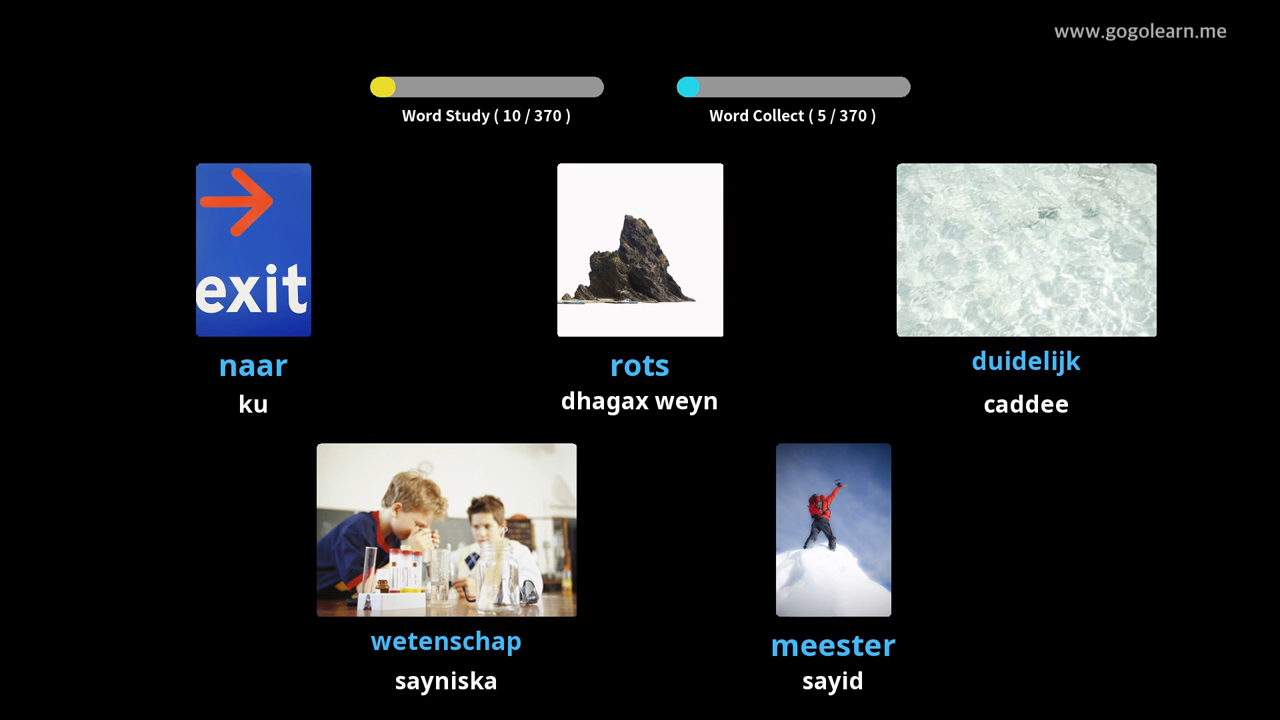 www.gogolearn.me
Word Study ( 10 / 370 )
Word Collect ( 5 / 370 )
exit
naar
ku
rots
dhagax weyn
duidelijk
caddee
wetenschap
sayniska
meester
sayid